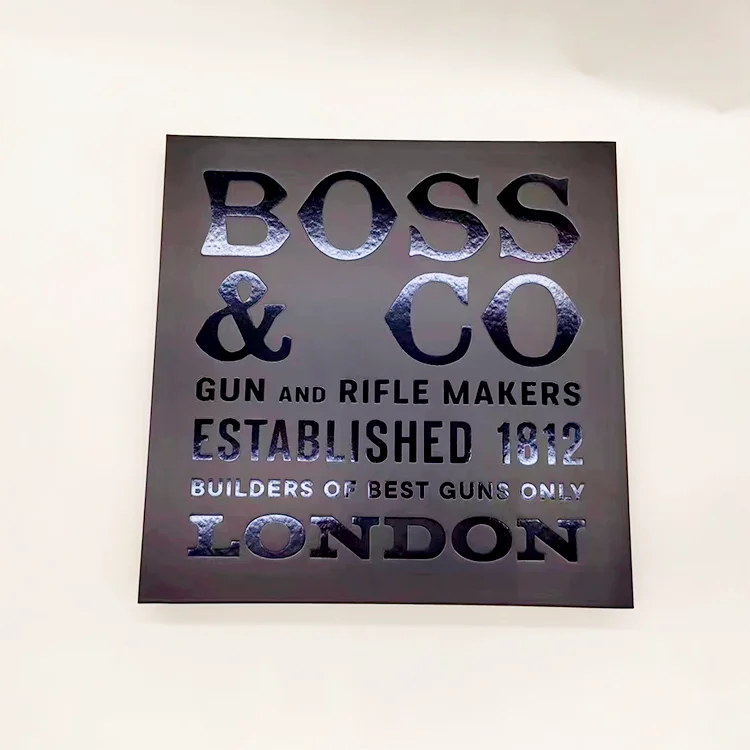 BOSS
& CO
GUN AND RIFLE MAKERS
ESTABLISHED 1812
BUILDERS OF BEST GUNS ONLY
LONDON